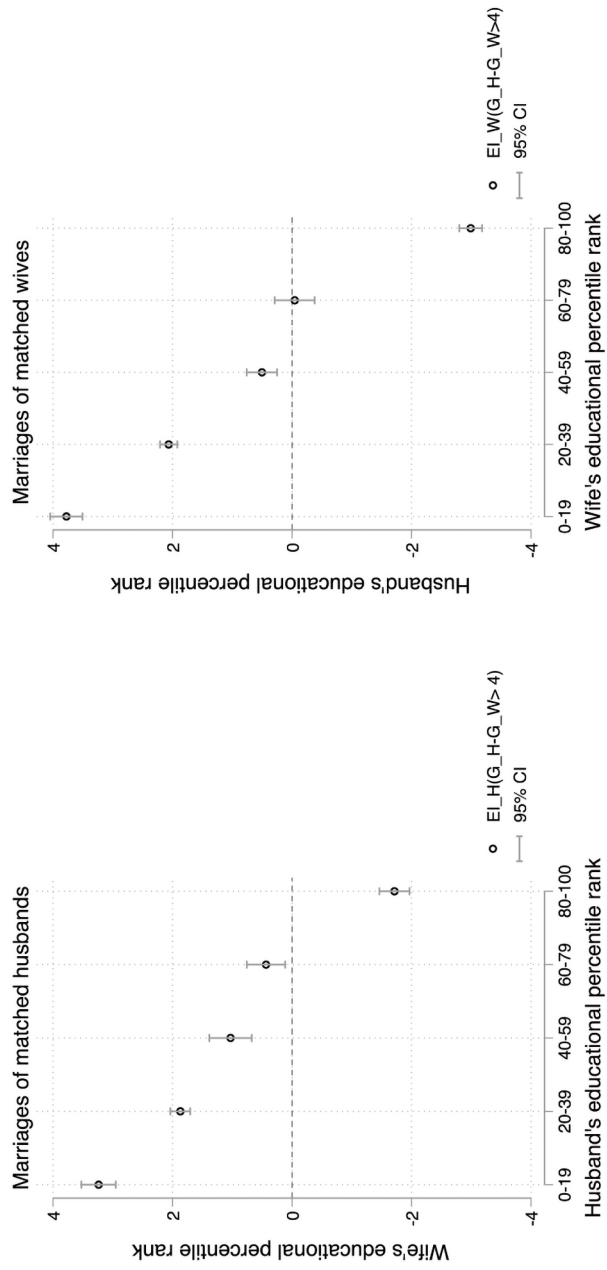 Marriages of matched husbands
Wife's educational percentile rank
4
2
0
-2
-4
0-19 20-39 40-59 60-79 80-100
Husband's educational percentile rank
EI_H(G_H-G_W> 4)
95% CI
Marriages of matched wives
Husband's educational percentile rank
4
2
0
-2
-4
0-19 20-39 40-59 60-79 80-100
Wife's educational percentile rank
EI_W(G_H-G_W>4)
95% CI